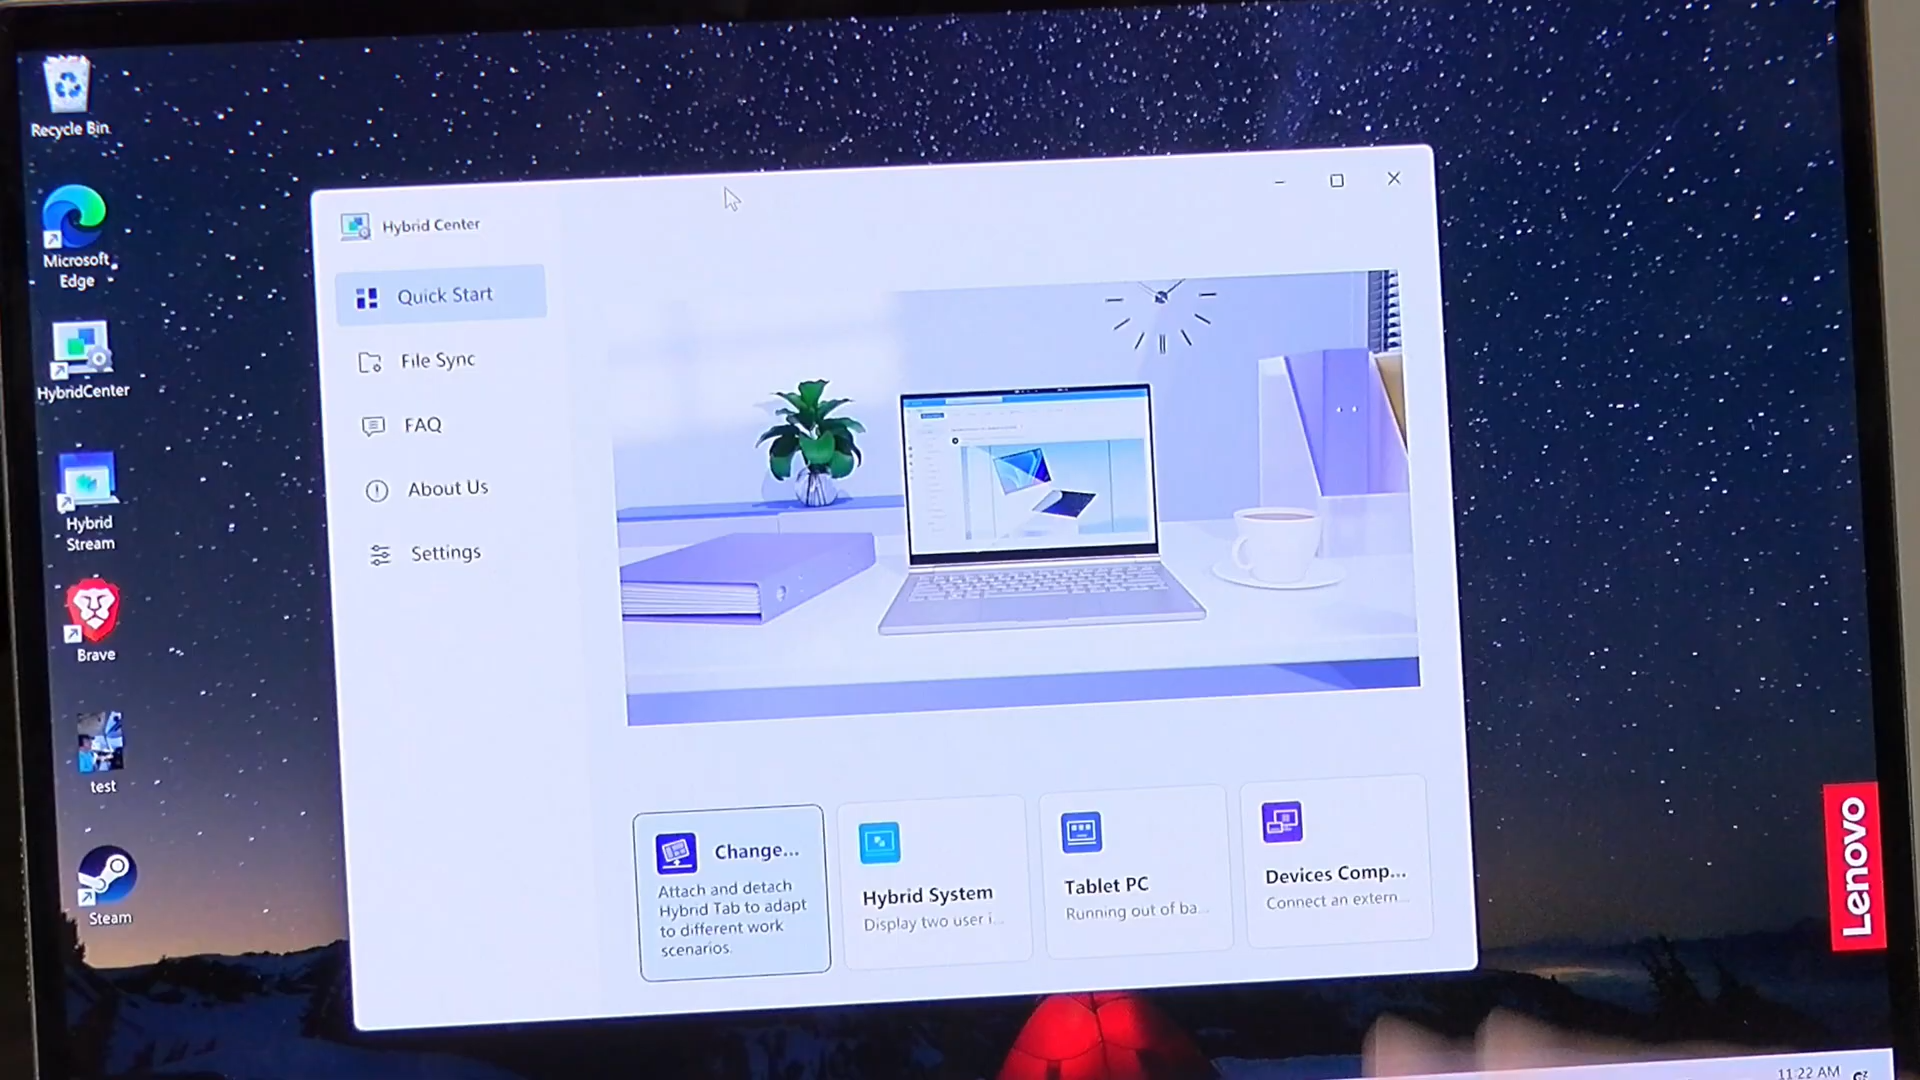 Recycle Bin
Microsoft
Edge
HybridCenter
Hybrid
Stream
Brave
test
Steam
Hybrid Center
Quick Start
File Sync
FAQ
About Us
Settings
Change...
Attach and detach
Hybrid Tab to adapt
to different work
scenarios.
Hybrid System
Display two user i...
Tablet PC
Running out of ba...
Devices Comp...
Connect an extern...
Lenovo
11:22 AM